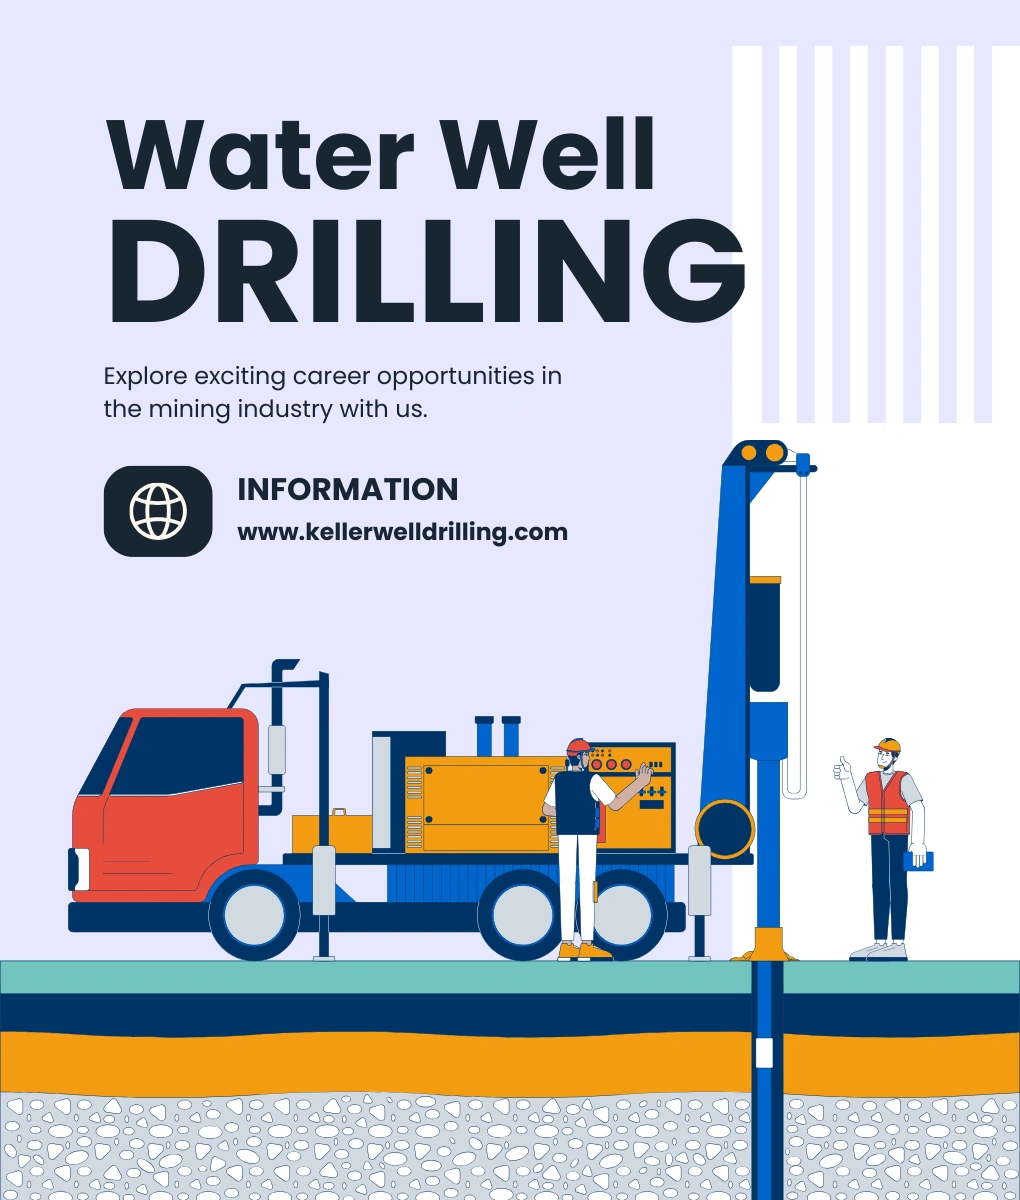 Water Well
DRILLING
Explore exciting career opportunities in
the mining industry with us.
INFORMATION
www.kellerwelldrilling.com